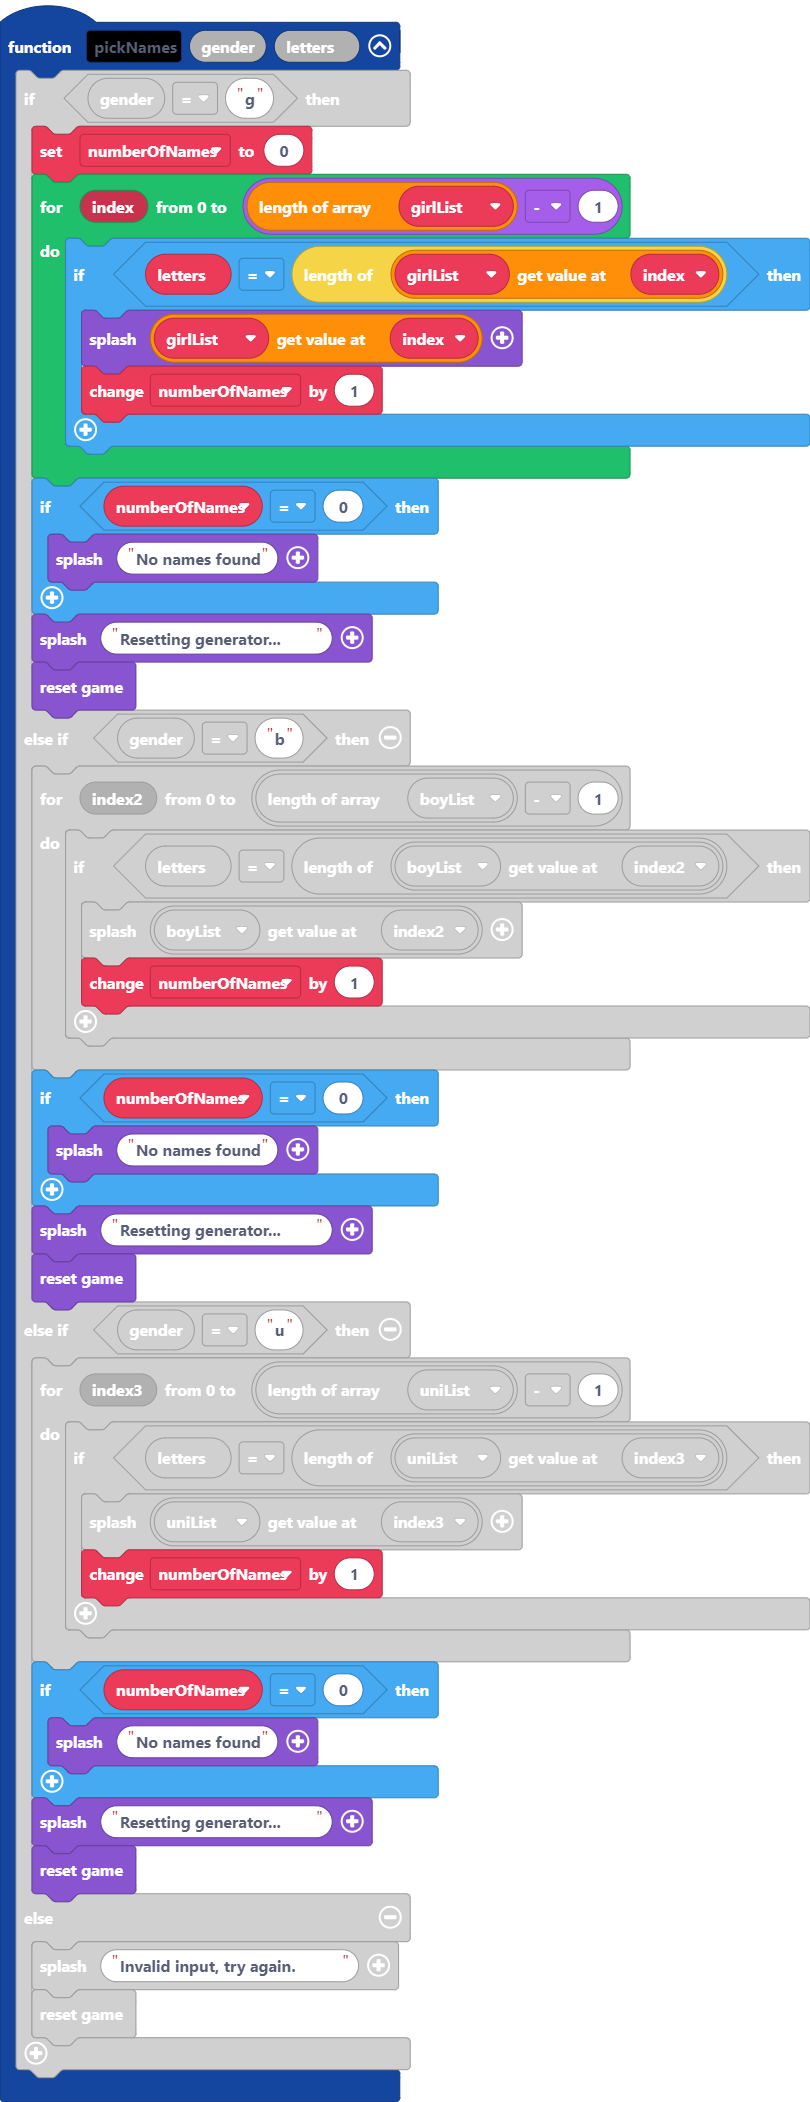 function pickNames gender letters
if gender = "g" then
set numberOfNames to 0
for index from 0 to length of array girlList - 1
do
if letters = length of girlList get value at index then
splash girlList get value at index
change numberOfNames by 1
if numberOfNames = 0 then
splash "No names found"
splash "Resetting generator... "
reset game
else if gender = "b" then
for index2 from 0 to length of array boyList - 1
do
if letters = length of boyList get value at index2 then
splash boyList get value at index2
change numberOfNames by 1
if numberOfNames = 0 then
splash "No names found"
splash "Resetting generator... "
reset game
else if gender = "u" then
for index3 from 0 to length of array uniList - 1
do
if letters = length of uniList get value at index3 then
splash uniList get value at index3
change numberOfNames by 1
if numberOfNames = 0 then
splash "No names found"
splash "Resetting generator... "
reset game
else
splash "Invalid input, try again. "
reset game